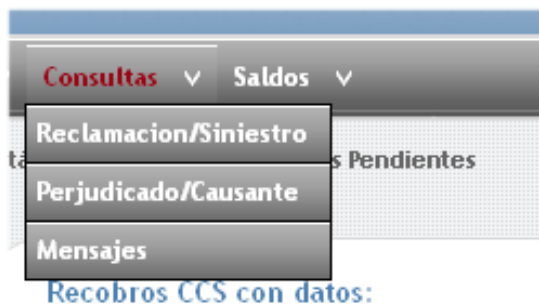 Consultas v Saldos v
Reclamacion/Siniestro
s Pendientes
Perjudicado/Causante
Mensajes
Recobros CCS con datos: